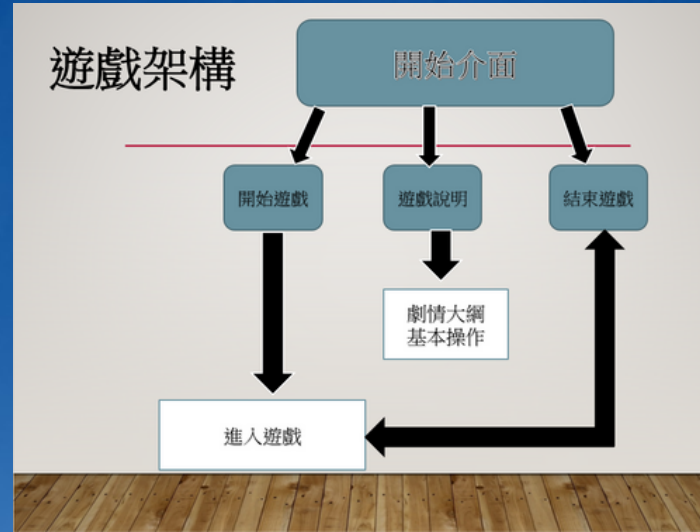 遊戲架構
開始介面
開始遊戲
遊戲說明
結束遊戲
劇情大綱
基本操作
進入遊戲